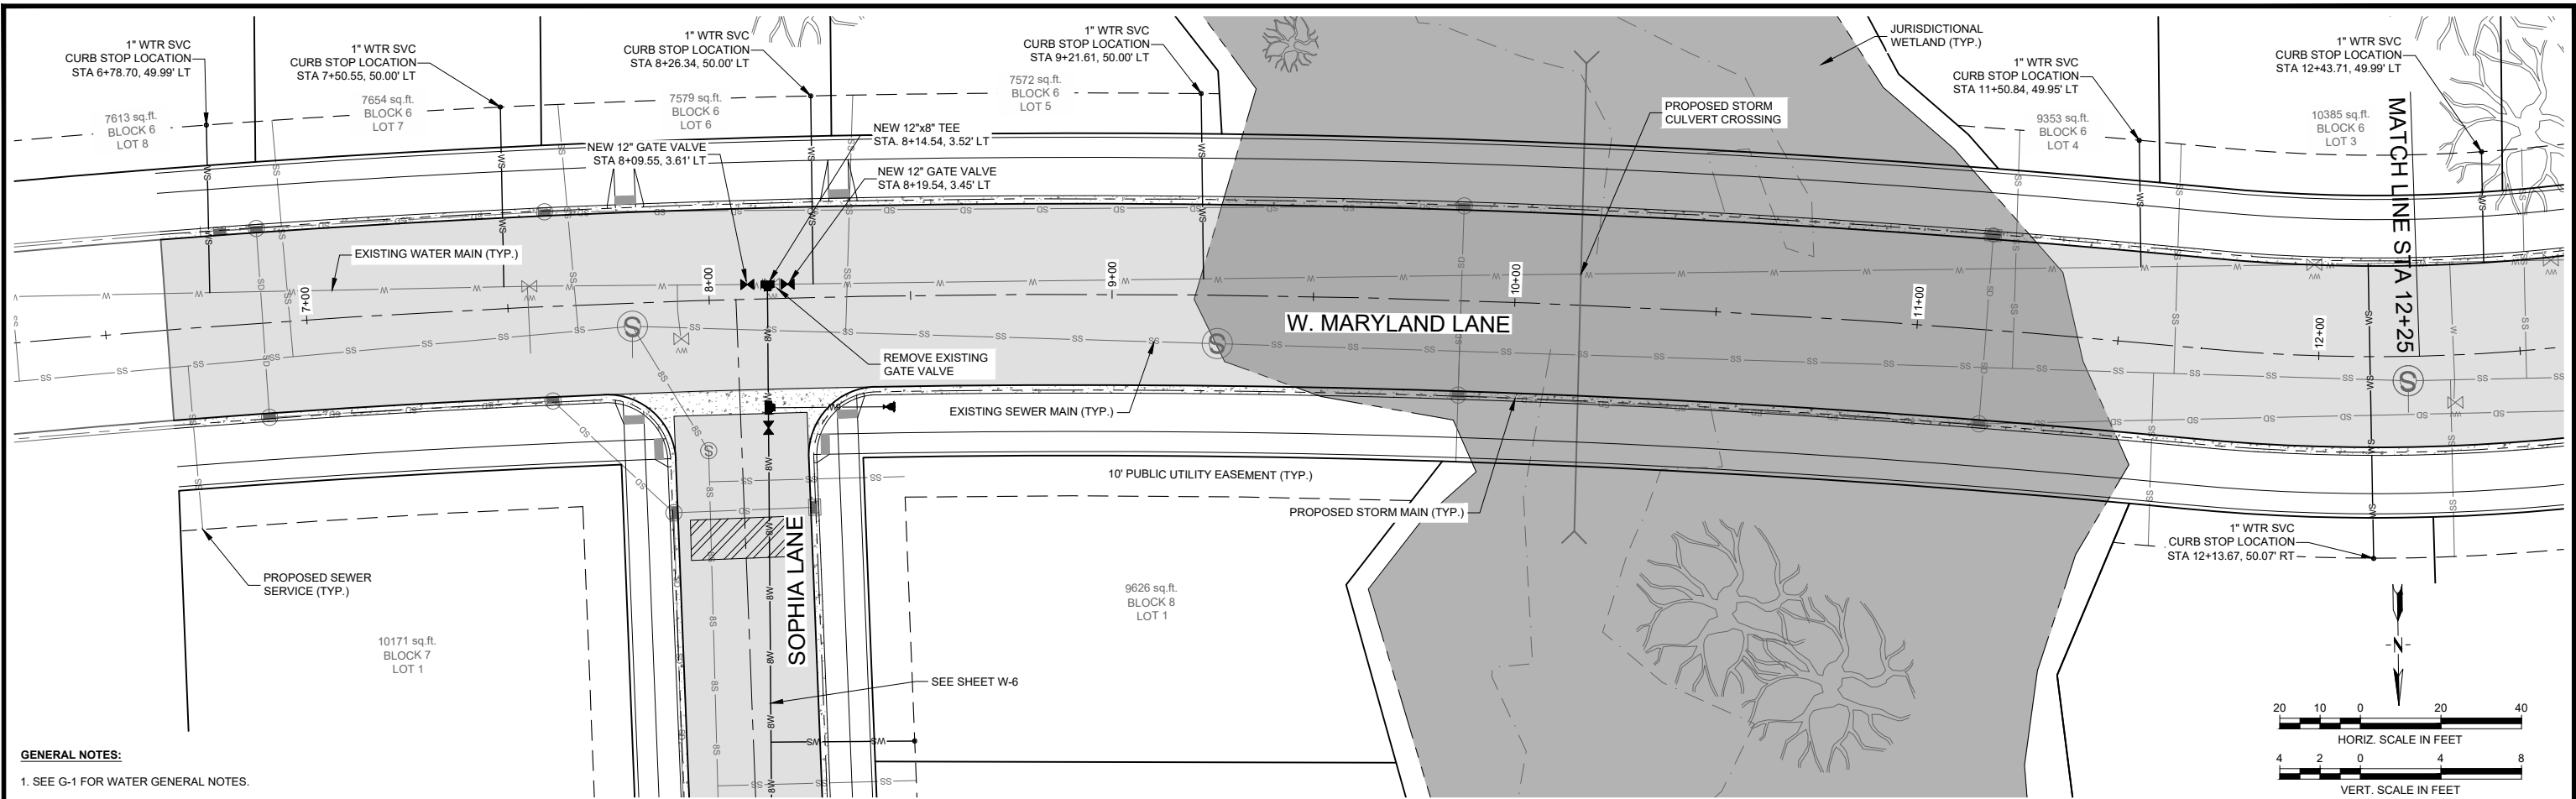 1" WTR SVC
CURB STOP LOCATION
STA 6+78.70, 49.99' LT
1" WTR SVC
CURB STOP LOCATION
STA 7+50.55, 50.00' LT
1" WTR SVC
CURB STOP LOCATION
STA 8+26.34, 50.00' LT
1" WTR SVC
CURB STOP LOCATION
STA 9+21.61, 50.00' LT
JURISDICTIONAL
WETLAND (TYP.)
1" WTR SVC
CURB STOP LOCATION
STA 11+50.84, 49.95' LT
1" WTR SVC
CURB STOP LOCATION
STA 12+43.71, 49.99' LT
7613 sq.ft.
BLOCK 6
LOT 8
7654 sq.ft.
BLOCK 6
LOT 7
7579 sq.ft.
BLOCK 6
LOT 6
7572 sq.ft.
BLOCK 6
LOT 5
9353 sq.ft.
BLOCK 6
LOT 4
10385 sq.ft.
BLOCK 6
LOT 3
MATCH LINE STA 12+25
NEW 12" GATE VALVE
STA 8+09.55, 3.61' LT
NEW 12"x8" TEE
STA. 8+14.54, 3.52' LT
NEW 12" GATE VALVE
STA 8+19.54, 3.45' LT
PROPOSED STORM
CULVERT CROSSING
EXISTING WATER MAIN (TYP.)
7+00
8+00
9+00
10+00
11+00
12+00
W. MARYLAND LANE
REMOVE EXISTING
GATE VALVE
EXISTING SEWER MAIN (TYP.)
10' PUBLIC UTILITY EASEMENT (TYP.)
PROPOSED STORM MAIN (TYP.)
1" WTR SVC
CURB STOP LOCATION
STA 12+13.67, 50.07' RT
PROPOSED SEWER
SERVICE (TYP.)
SOPHIA LANE
10171 sq.ft.
BLOCK 7
LOT 1
9626 sq.ft.
BLOCK 8
LOT 1
SEE SHEET W-6
N
20 10 0 20 40
HORIZ. SCALE IN FEET
4 2 0 4 8
VERT. SCALE IN FEET
GENERAL NOTES:
1. SEE G-1 FOR WATER GENERAL NOTES.